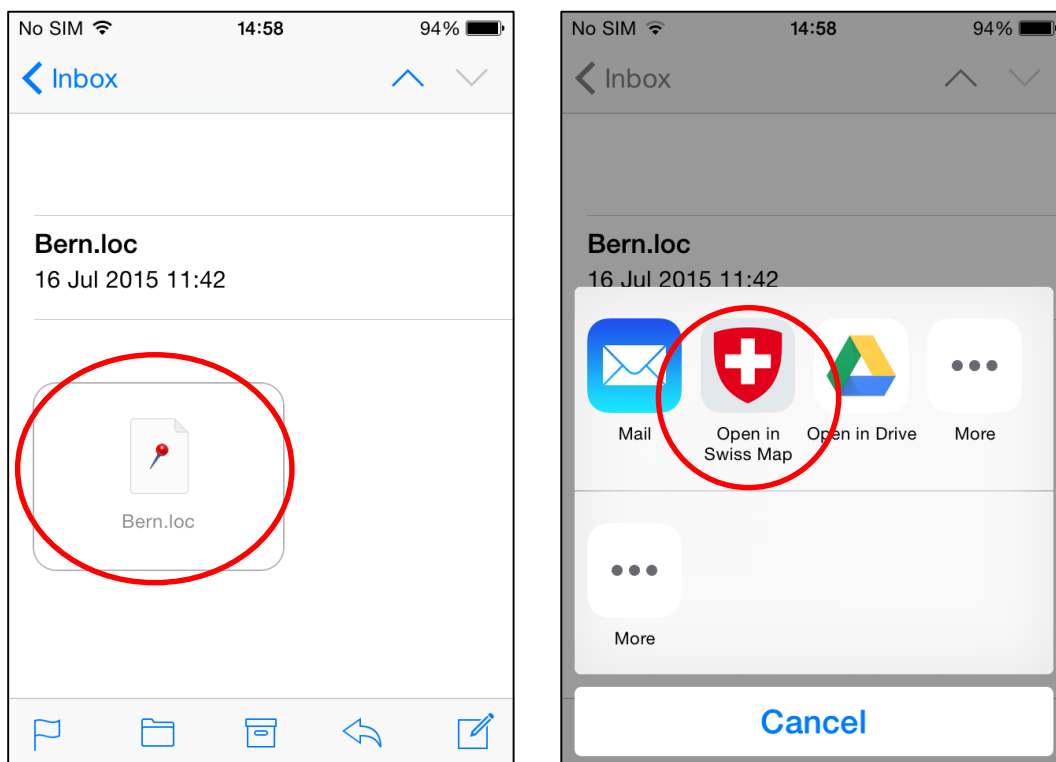 No SIM 14:58 94%
Inbox
Bern.loc
16 Jul 2015 11:42
Bern.loc
No SIM 14:58 94%
Inbox
Bern.loc
16 Jul 2015 11:42
Mail
Open in
Swiss Map
Open in Drive
More
More
Cancel